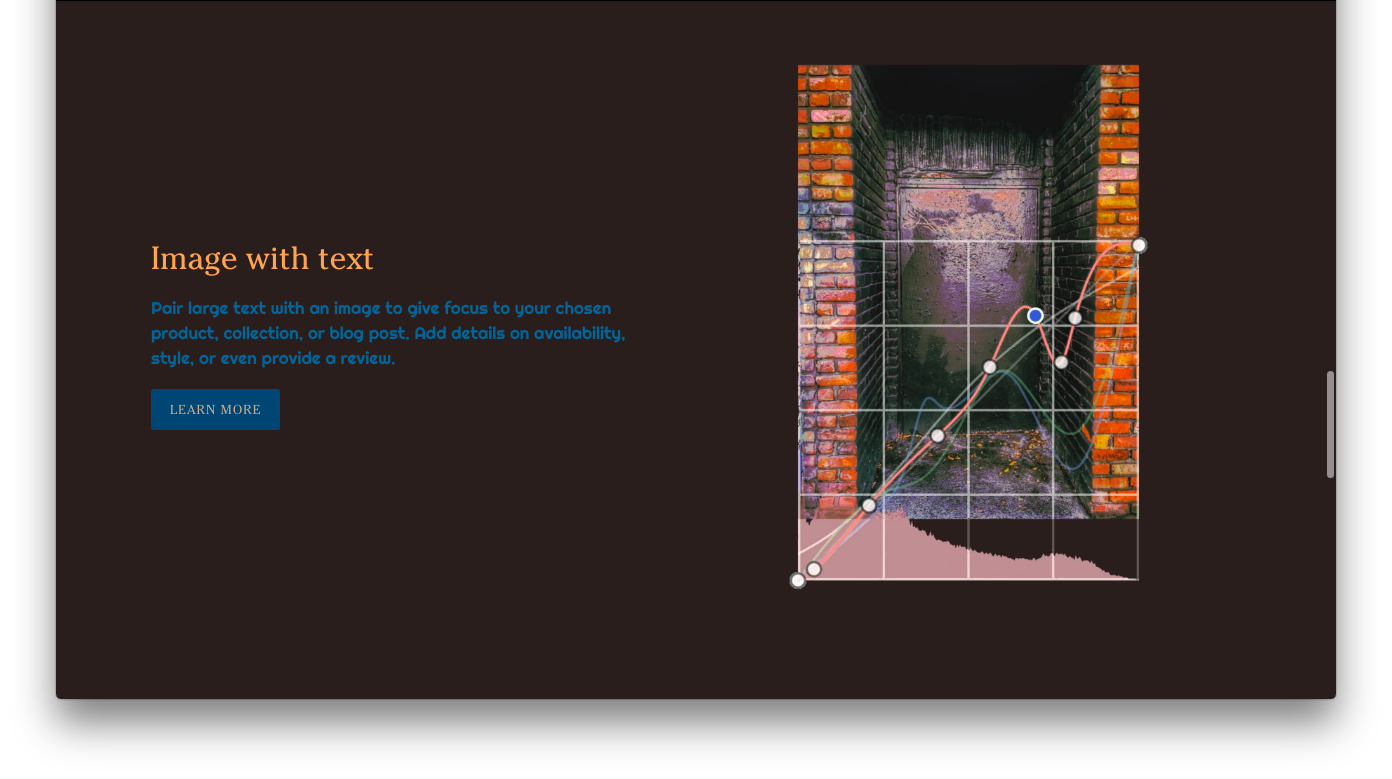 Image with text
Pair large text with an image to give focus to your chosen
product, collection, or blog post. Add details on availability,
style, or even provide a review.
LEARN MORE